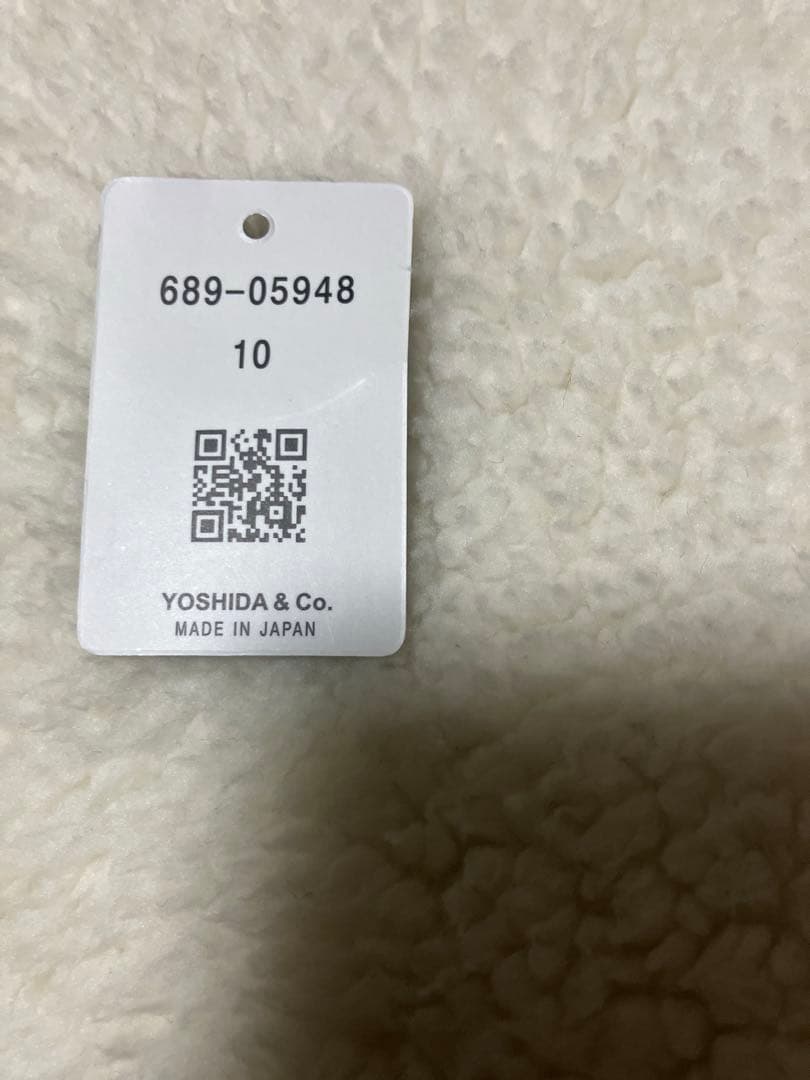 689-05948
10
YOSHIDA & Co.
MADE IN JAPAN